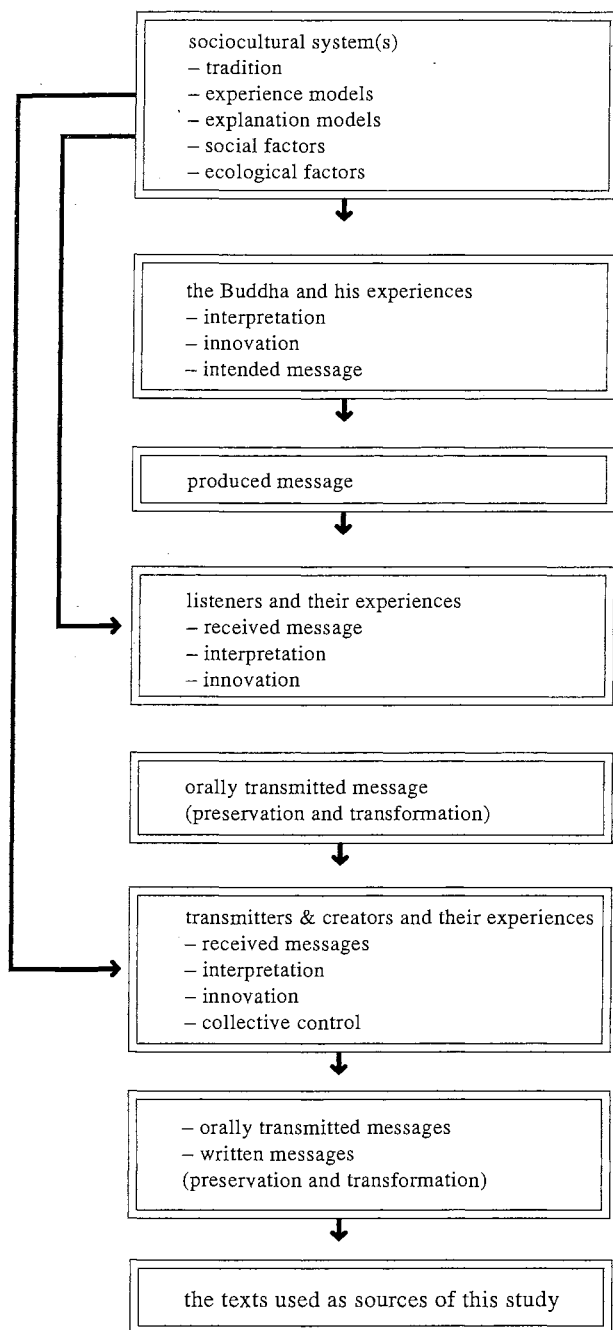 sociocultural system(s)
– tradition
– experience models
– explanation models
– social factors
– ecological factors
the Buddha and his experiences
– interpretation
– innovation
– intended message
produced message
listeners and their experiences
– received message
– interpretation
– innovation
orally transmitted message
(preservation and transformation)
transmitters & creators and their experiences
– received messages
– interpretation
– innovation
– collective control
– orally transmitted messages
– written messages
(preservation and transformation)
the texts used as sources of this study